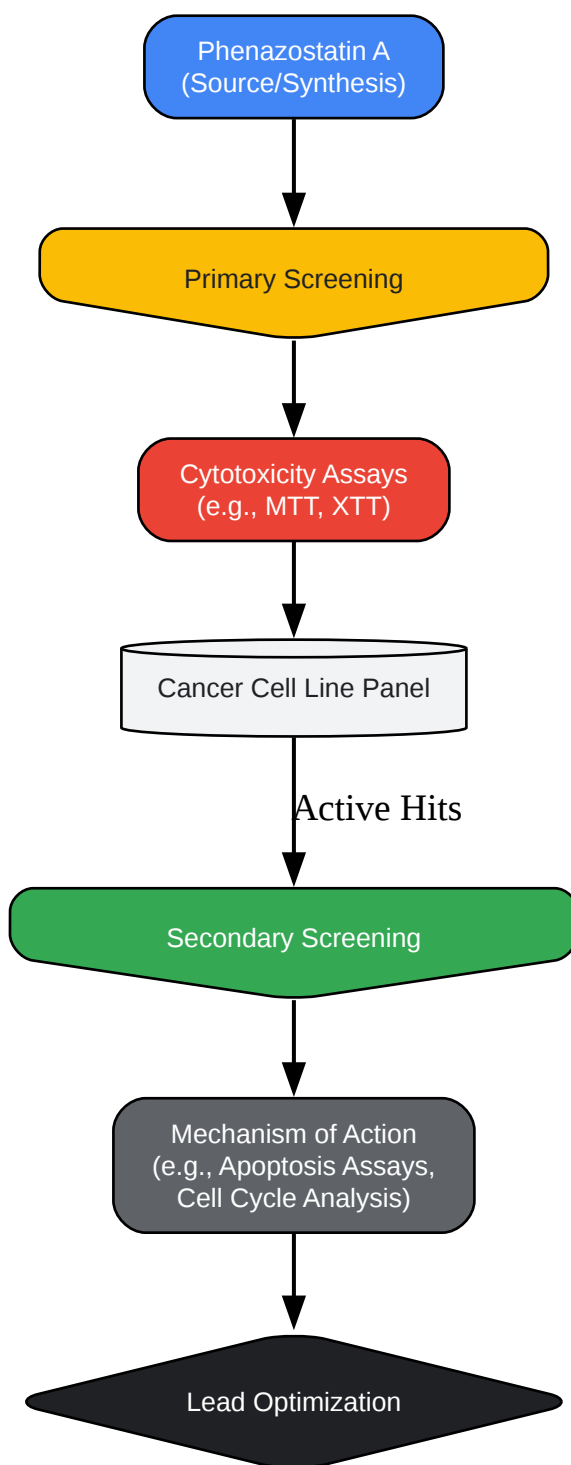 Phenazostatin A
(Source/Synthesis)
Primary Screening
Cytotoxicity Assays
(e.g., MTT, XTT)
Cancer Cell Line Panel
Active Hits
Secondary Screening
Mechanism of Action
(e.g., Apoptosis Assays,
Cell Cycle Analysis)
Lead Optimization